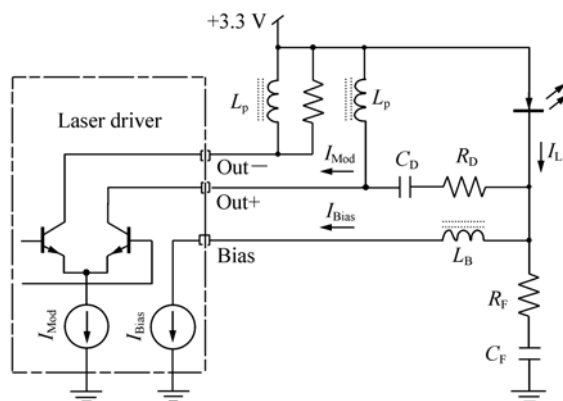 +3.3 V
Laser driver
Lp
Lp
Out−
IMod
CD
RD
IL
Out+
IBias
Bias
LB
RF
IMod
IBias
CF